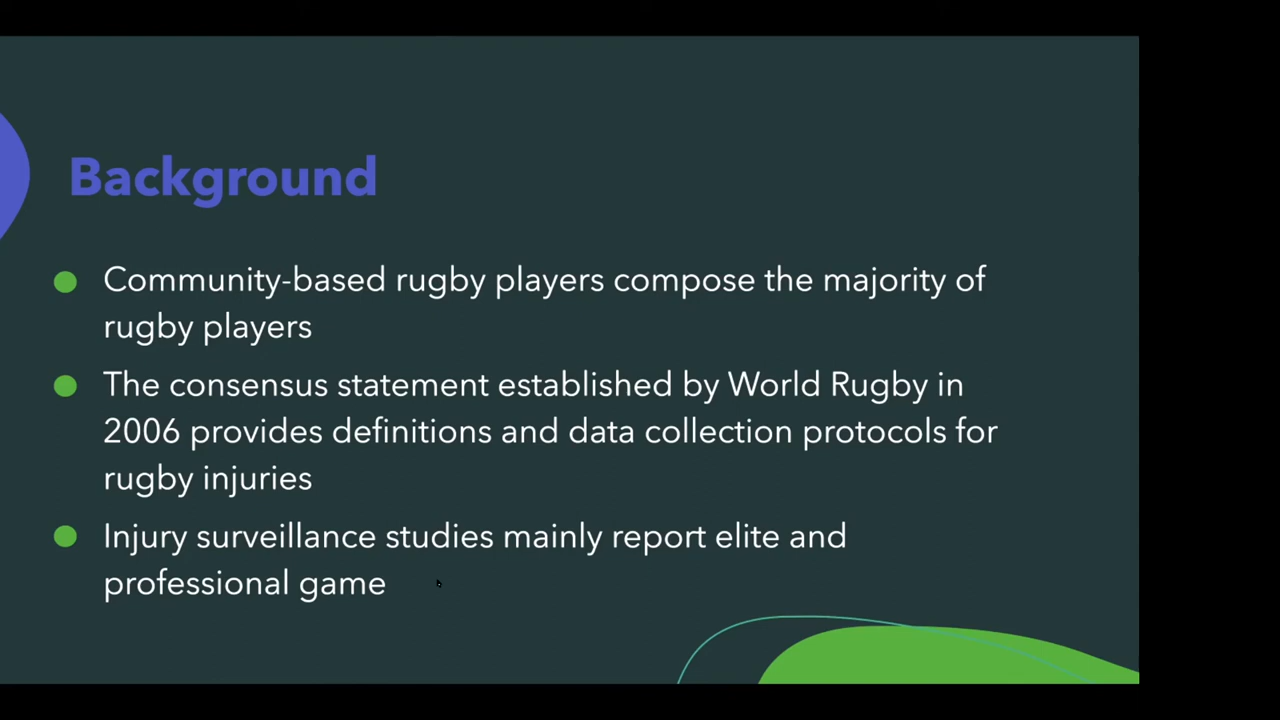 Background
Community-based rugby players compose the majority of
rugby players
The consensus statement established by World Rugby in
2006 provides definitions and data collection protocols for
rugby injuries
Injury surveillance studies mainly report elite and
professional game